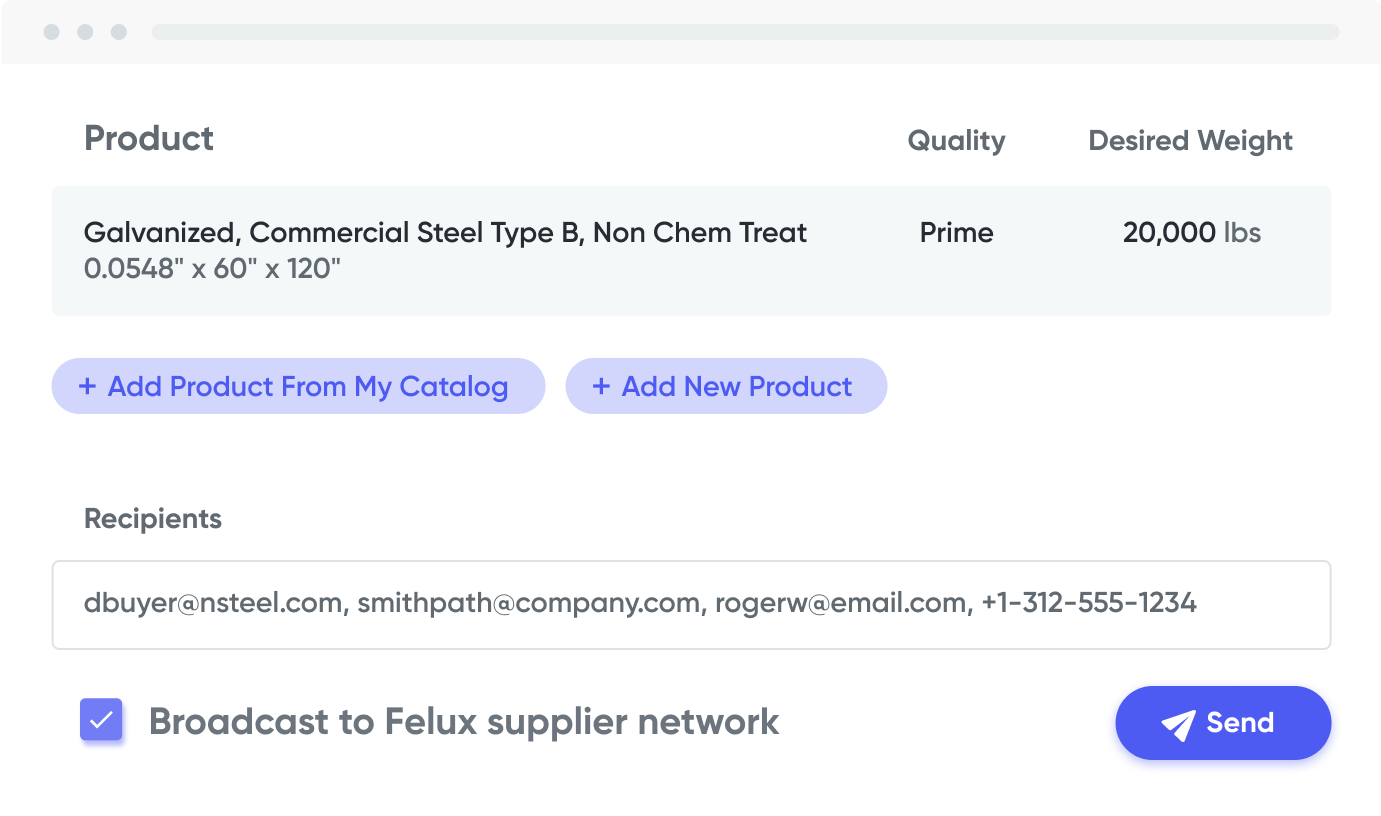 Product Quality Desired Weight
Galvanized, Commercial Steel Type B, Non Chem Treat Prime 20,000 lbs
0.0548" x 60" x 120"
+ Add Product From My Catalog + Add New Product
Recipients
dbuyer@nsteel.com, smithpath@company.com, rogerw@email.com, +1-312-555-1234
Broadcast to Felux supplier network Send